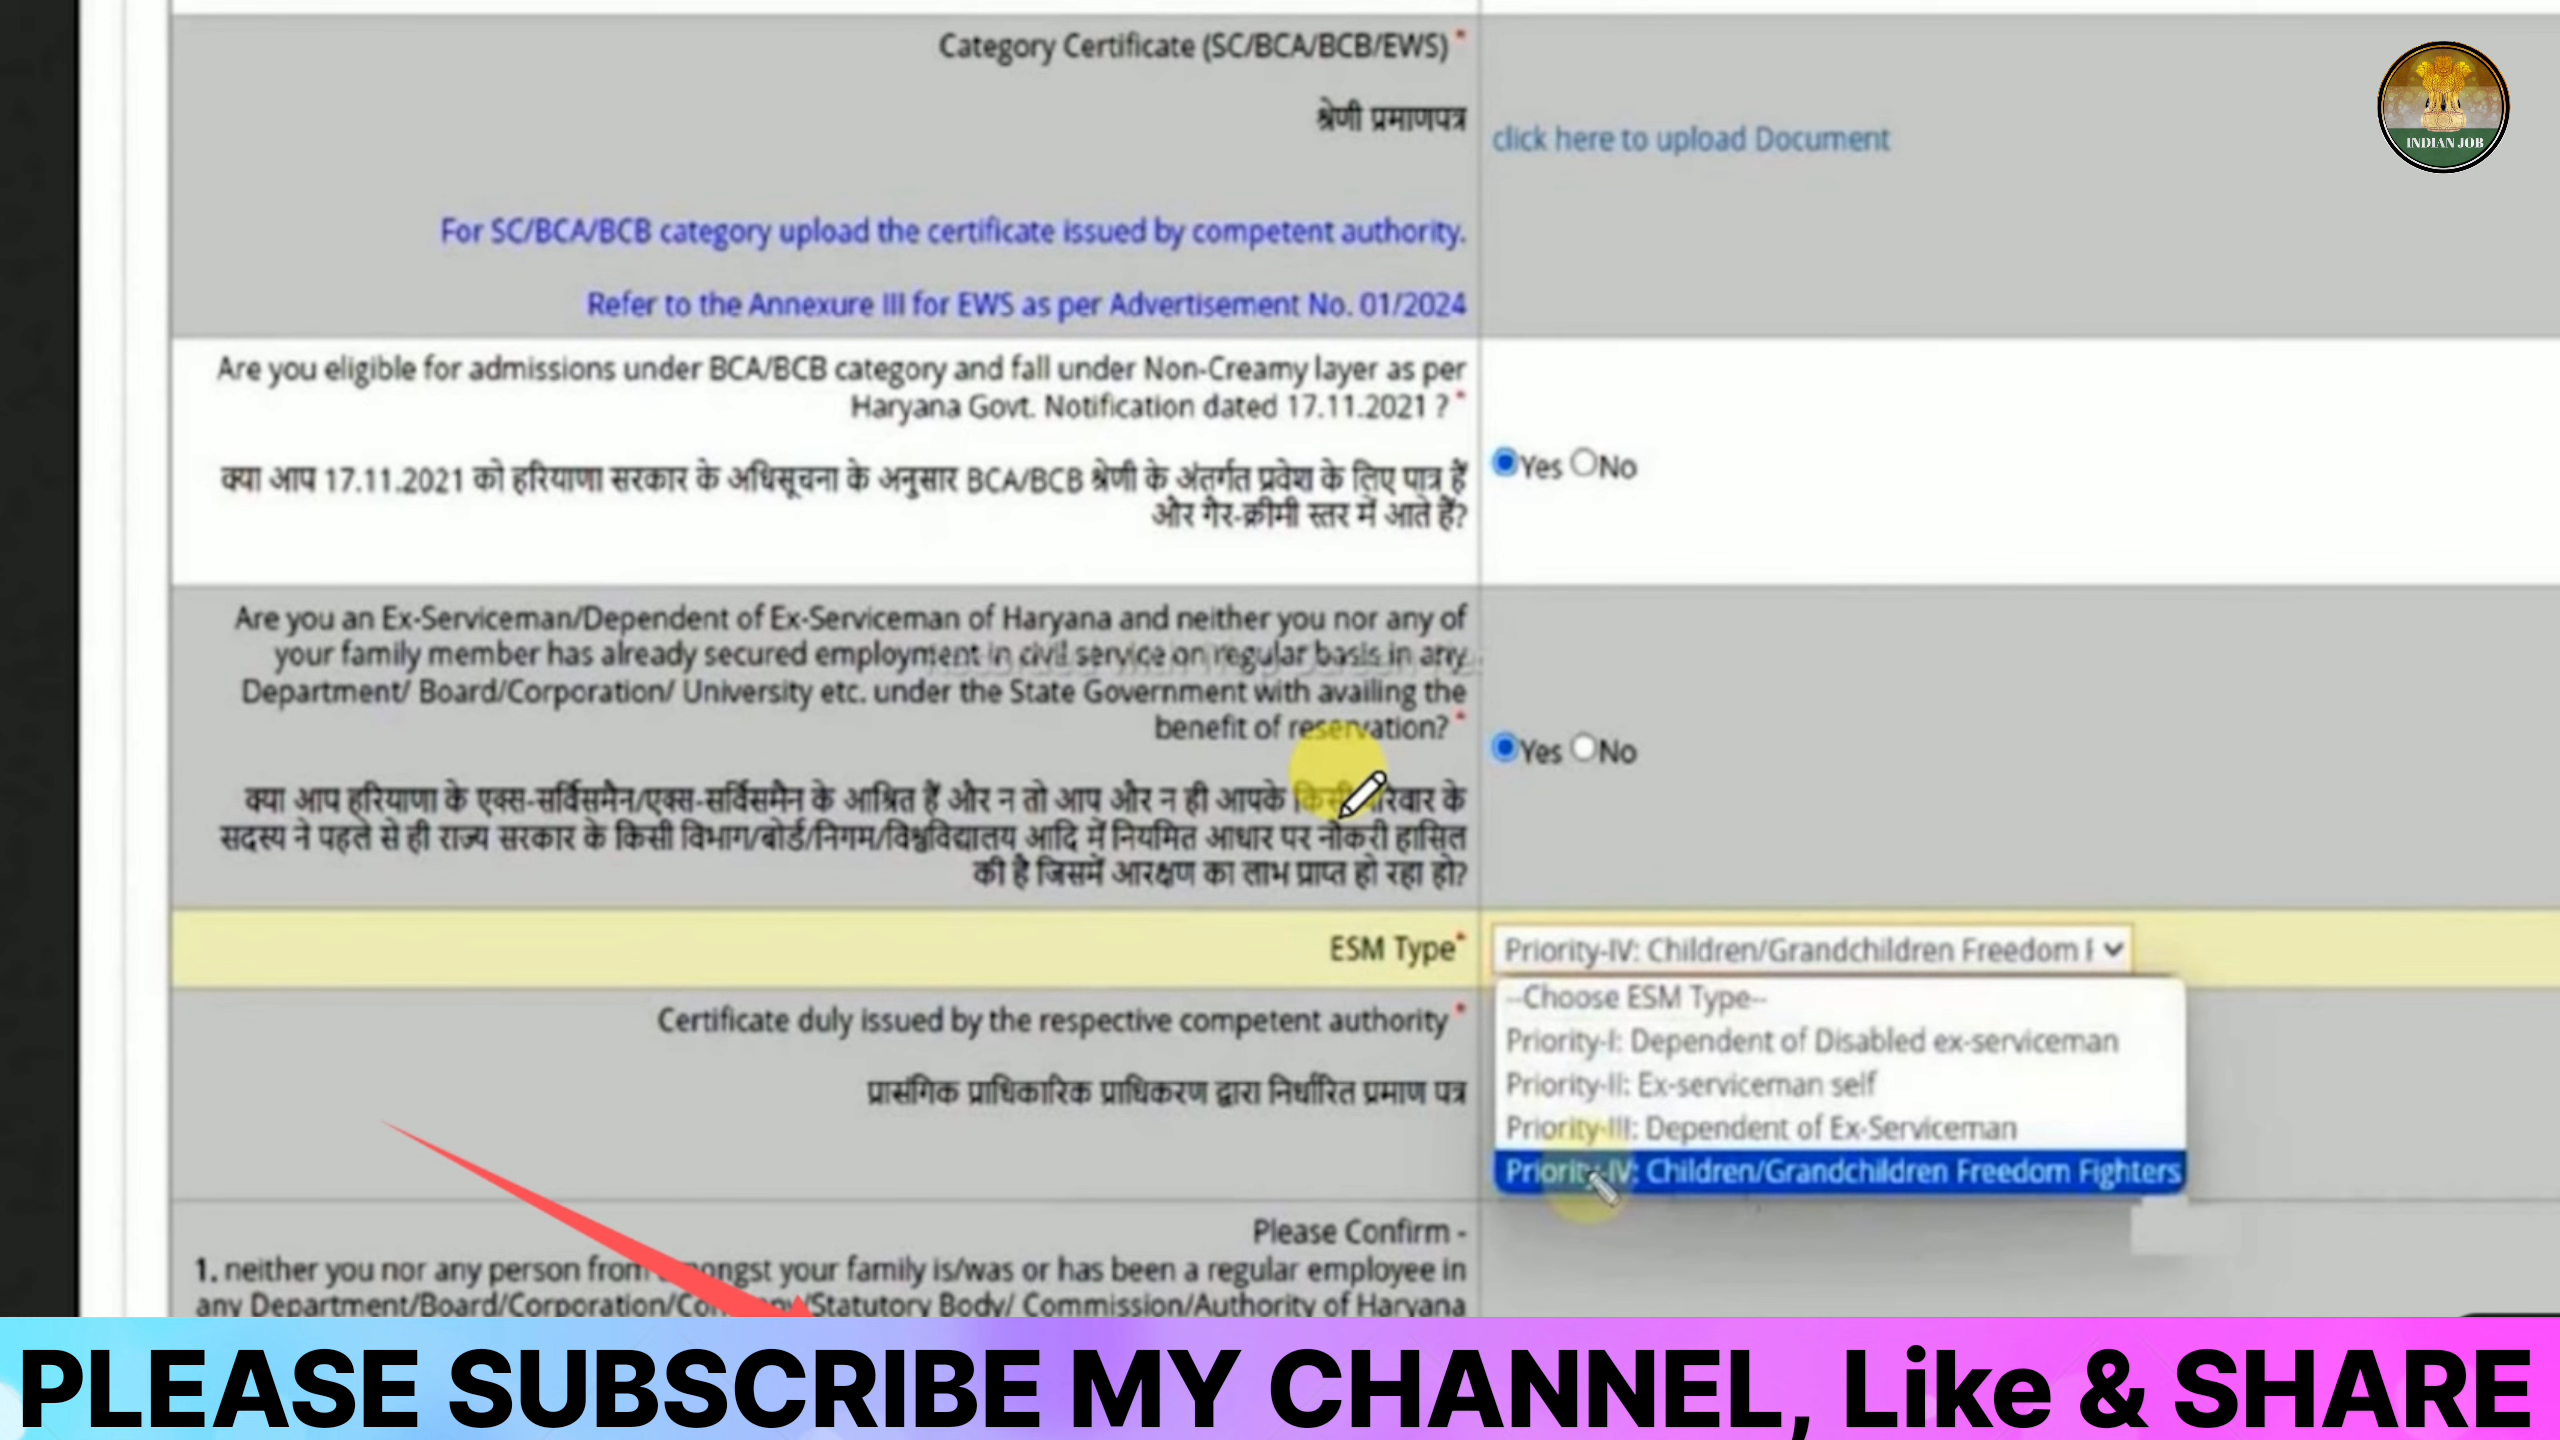 Category Certificate (SC/BCA/BCB/EWS) *
श्रेणी प्रमाणपत्र
click here to upload Document
INDIAN JOB
For SC/BCA/BCB category upload the certificate issued by competent authority.
Refer to the Annexure III for EWS as per Advertisement No. 01/2024
Are you eligible for admissions under BCA/BCB category and fall under Non-Creamy layer as per
Haryana Govt. Notification dated 17.11.2021 ? *
क्या आप 17.11.2021 को हरियाणा सरकार के अधिसूचना के अनुसार BCA/BCB श्रेणी के अंतर्गत प्रवेश के लिए पात्र हैं
और गैर-क्रीमी स्तर में आते हैं?
Yes No
Are you an Ex-Serviceman/Dependent of Ex-Serviceman of Haryana and neither you nor any of
your family member has already secured employment in civil service on regular basis in any
Department/ Board/Corporation/ University etc. under the State Government with availing the
benefit of reservation? *
क्या आप हरियाणा के एक्स-सर्विसमैन/एक्स-सर्विसमैन के आश्रित हैं और न तो आप और न ही आपके किसी रिवार के
सदस्य ने पहले से ही राज्य सरकार के किसी विभाग/बोर्ड/निगम/विश्वविद्यालय आदि में नियमित आधार पर नौकरी हासिल
की है जिसमें आरक्षण का लाभ प्राप्त हो रहा हो?
Yes No
ESM Type*
Priority-IV: Children/Grandchildren Freedom F
--Choose ESM Type--
Priority-I: Dependent of Disabled ex-serviceman
Priority-II: Ex-serviceman self
Priority-III: Dependent of Ex-Serviceman
Priority-IV: Children/Grandchildren Freedom Fighters
Certificate duly issued by the respective competent authority *
प्रासंगिक प्राधिकारिक प्राधिकरण द्वारा निर्धारित प्रमाण पत्र
Please Confirm -
1. neither you nor any person from amongst your family is/was or has been a regular employee in
any Department/Board/Corporation/Company/Statutory Body/ Commission/Authority of Haryana
PLEASE SUBSCRIBE MY CHANNEL, Like & SHARE